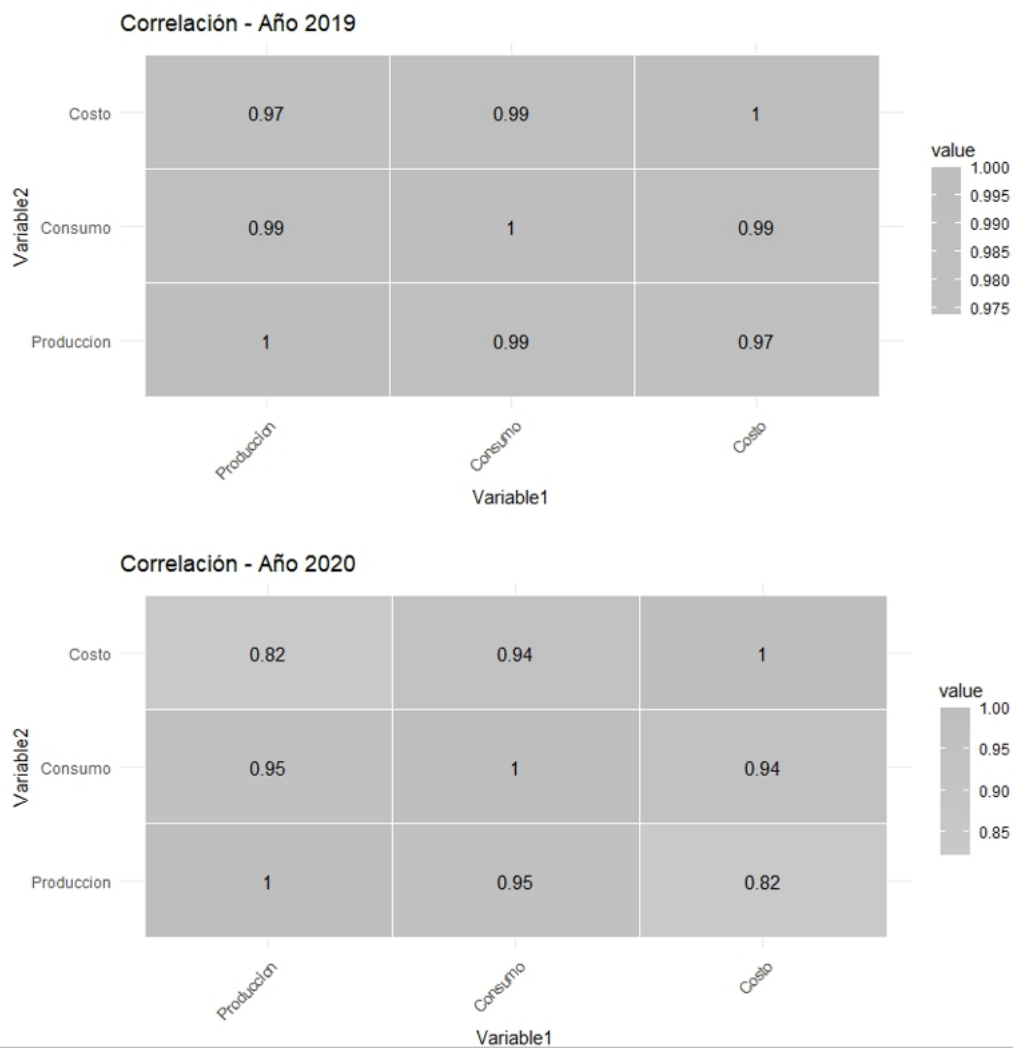 Correlación - Año 2019
Costo 0.97 0.99 1
value
1.000
0.995
0.990
0.985
0.980
0.975
Variable2
Consumo 0.99 1 0.99
Produccion 1 0.99 0.97
Produccion Consumo Costo
Variable1
Correlación - Año 2020
Costo 0.82 0.94 1
value
1.00
0.95
0.90
0.85
Variable2
Consumo 0.95 1 0.94
Produccion 1 0.95 0.82
Produccion Consumo Costo
Variable1